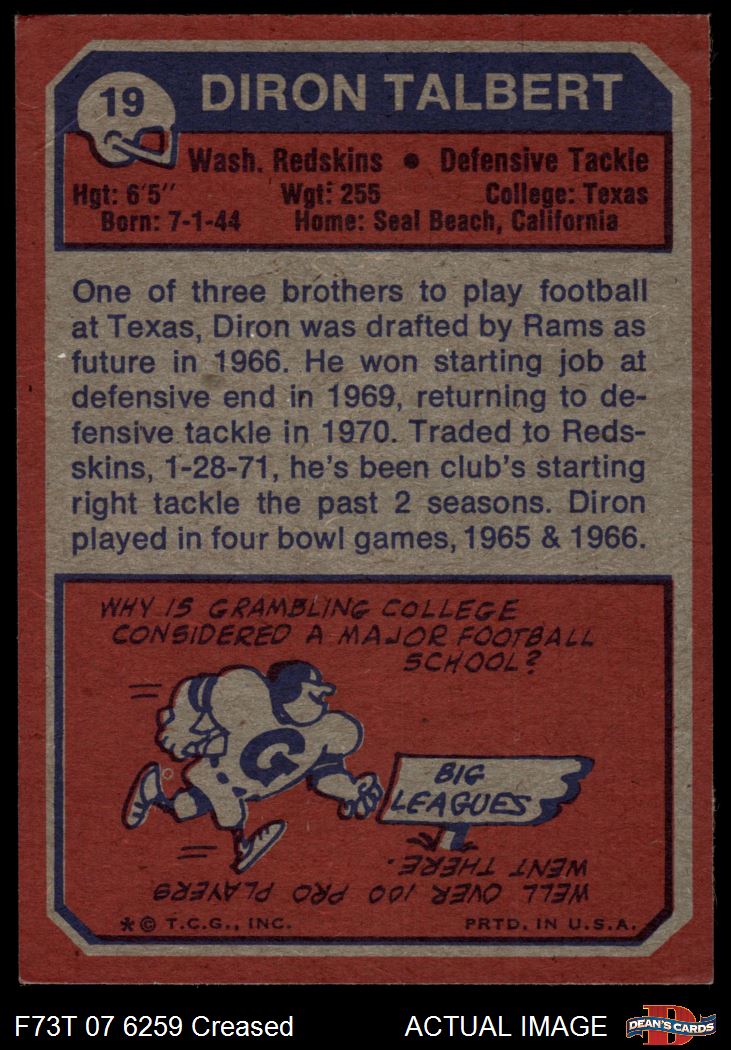 19
DIRON TALBERT
Wash. Redskins • Defensive Tackle
Hgt: 6'5" Wgt: 255 College: Texas
Born: 7-1-44 Home: Seal Beach, California
One of three brothers to play football
at Texas, Diron was drafted by Rams as
future in 1966. He won starting job at
defensive end in 1969, returning to de-
fensive tackle in 1970. Traded to Reds-
skins, 1-28-71, he's been club's starting
right tackle the past 2 seasons. Diron
played in four bowl games, 1965 & 1966.
WHY IS GRAMBLING COLLEGE
CONSIDERED A MAJOR FOOTBALL
SCHOOL?
G
BIG
LEAGUES
WELL OVER 100 PRO PLAYERS
WENT THERE.
*© T.C.G., INC. PRTD. IN U.S.A.
F73T 07 6259 Creased ACTUAL IMAGE
D
DEAN'S CARDS